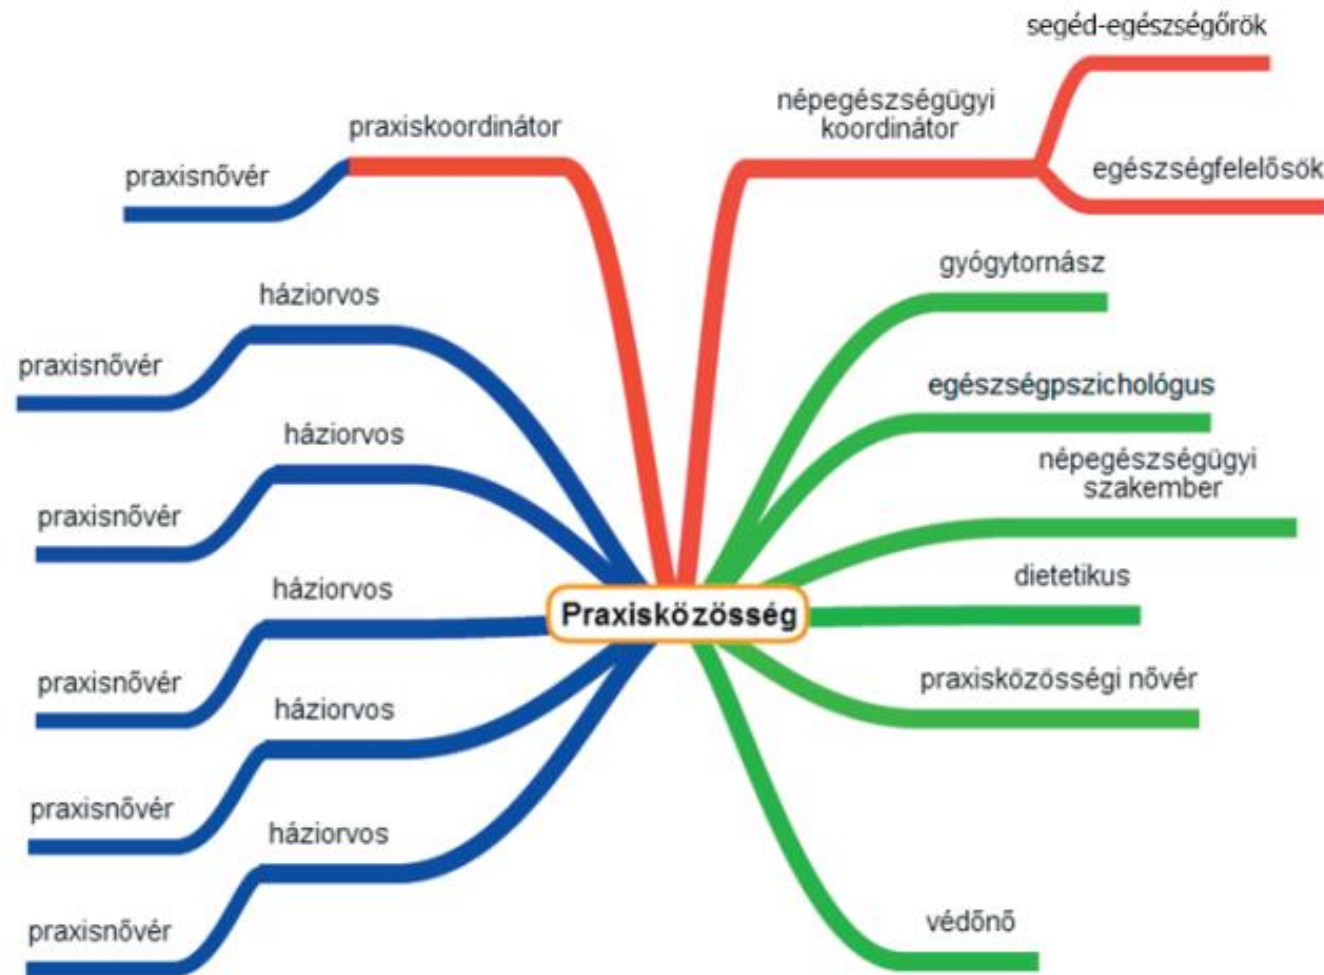 segéd-egészségőrök
népegészségügyi
koordinátor
praxiskoordinátor
egészségfelelősök
praxisnővér
gyógytornász
háziorvos
praxisnővér
egészségpszichológus
háziorvos
népegészségügyi
szakember
praxisnővér
dietetikus
háziorvos
Praxisközösség
praxisnővér
praxisközösségi nővér
háziorvos
praxisnővér
háziorvos
védőnő
praxisnővér